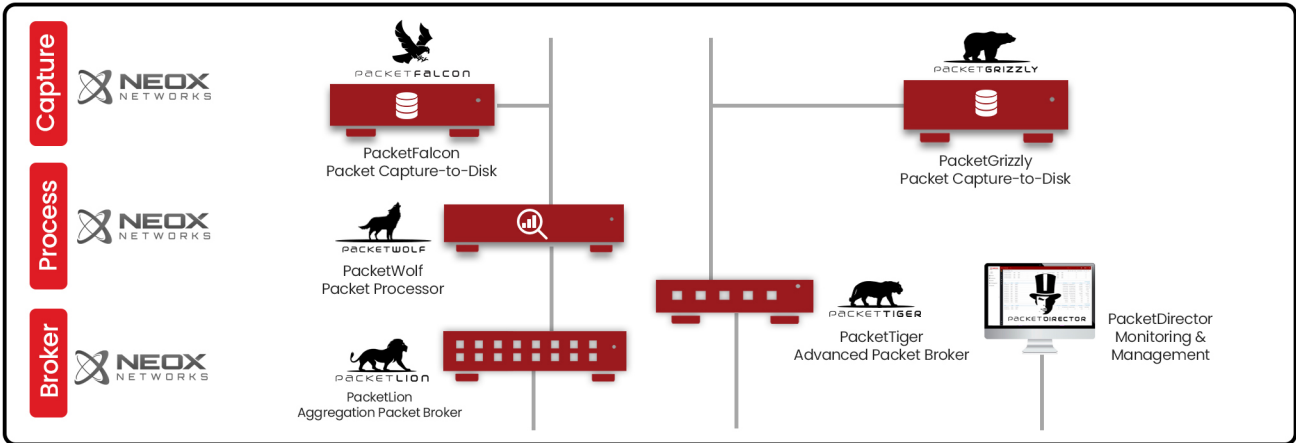 Capture
NEOX
NETWORKS
PACKETFALCON
PacketFalcon
Packet Capture-to-Disk
PACKETGRIZZLY
PacketGrizzly
Packet Capture-to-Disk
Process
NEOX
NETWORKS
PACKETWOLF
PacketWolf
Packet Processor
Broker
NEOX
NETWORKS
PACKETLION
PacketLion
Aggregation Packet Broker
PACKETTIGER
PacketTiger
Advanced Packet Broker
PACKETDIRECTOR
PacketDirector
Monitoring &
Management